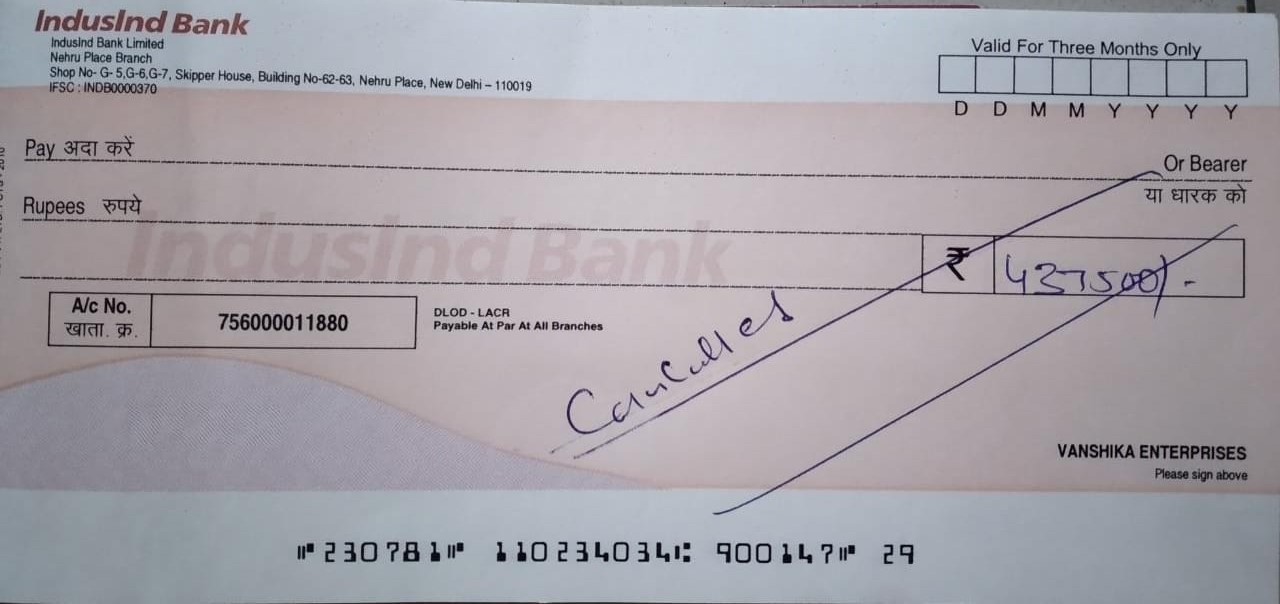 IndusInd Bank
IndusInd Bank Limited
Nehru Place Branch
Shop No- G- 5,G-6,G-7, Skipper House, Building No-62-63, Nehru Place, New Delhi – 110019
IFSC : INDB0000370
Valid For Three Months Only
D D M M Y Y Y Y
Pay अदा करें
Or Bearer
या धारक को
Rupees रुपये
IndusInd Bank
₹ 437500/-
A/c No.
खाता. क्र.
756000011880
DLOD - LACR
Payable At Par At All Branches
Cancelled
VANSHIKA ENTERPRISES
Please sign above
⑈230781⑈ 110234034⑆ 900147⑈ 29